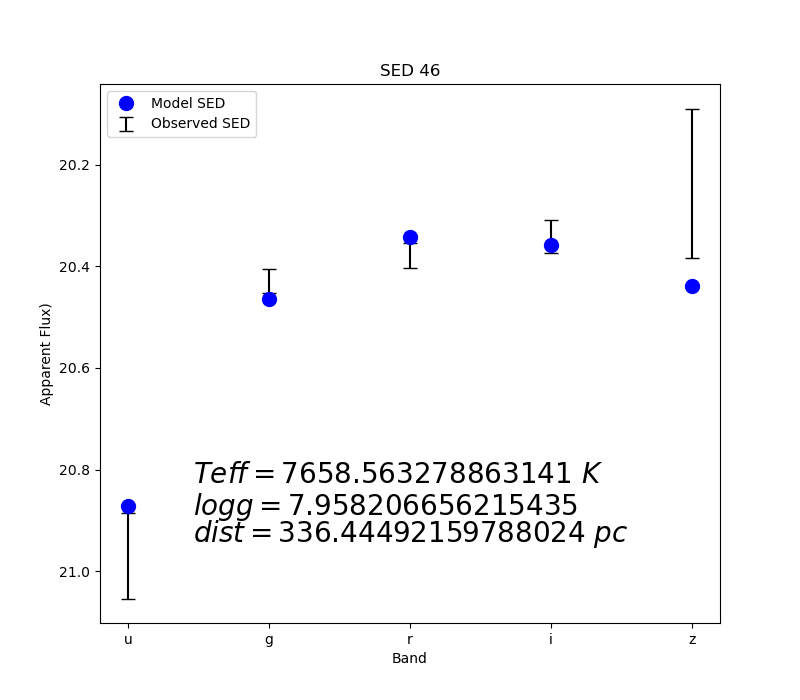 SED 46
Model SED
Observed SED
20.2
20.4
20.6
20.8
21.0
Apparent Flux)
Teff = 7658.563278863141 K
logg = 7.958206656215435
dist = 336.44492159788024 pc
u g r i z
Band